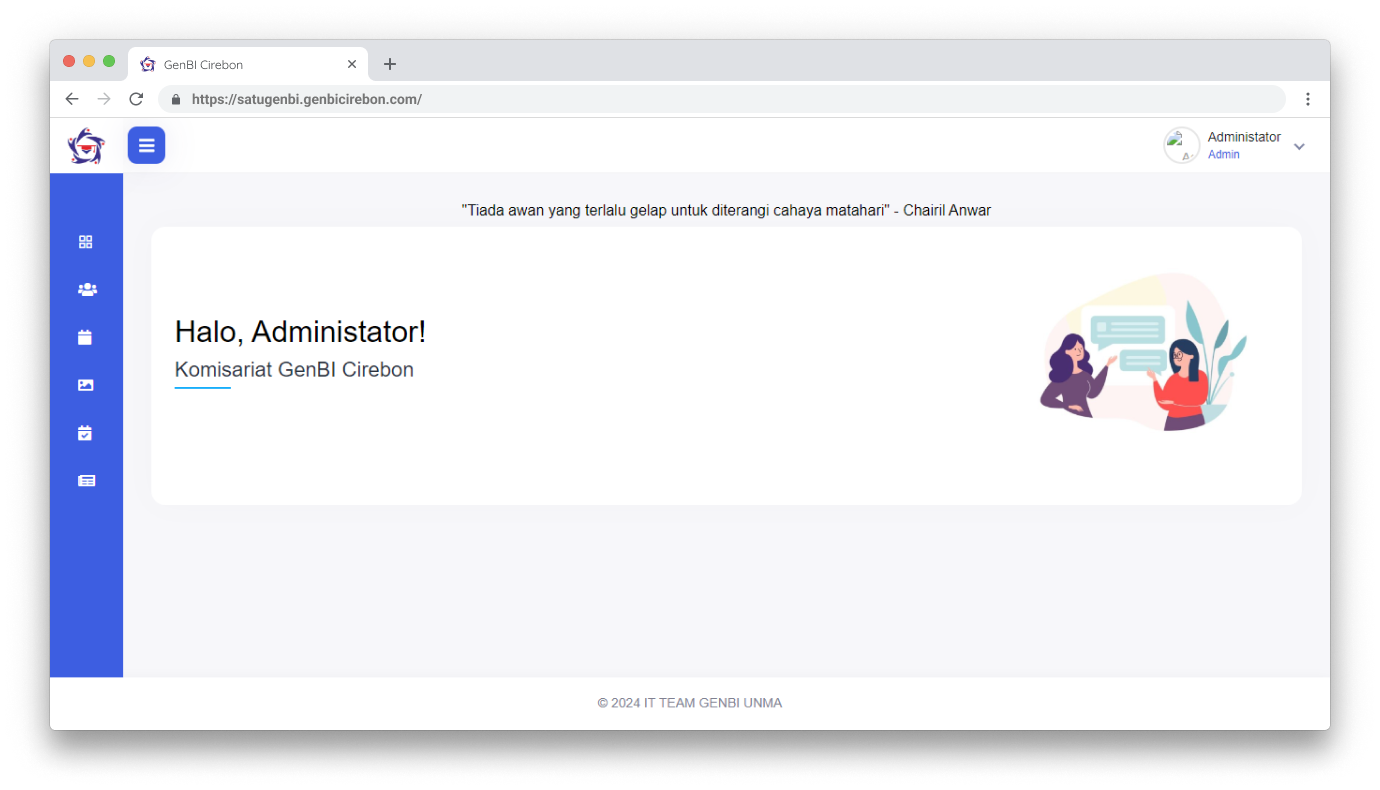 GenBI Cirebon
https://satugenbi.genbicirebon.com/
Administator
Admin
"Tiada awan yang terlalu gelap untuk diterangi cahaya matahari" - Chairil Anwar
Halo, Administator!
Komisariat GenBI Cirebon
© 2024 IT TEAM GENBI UNMA